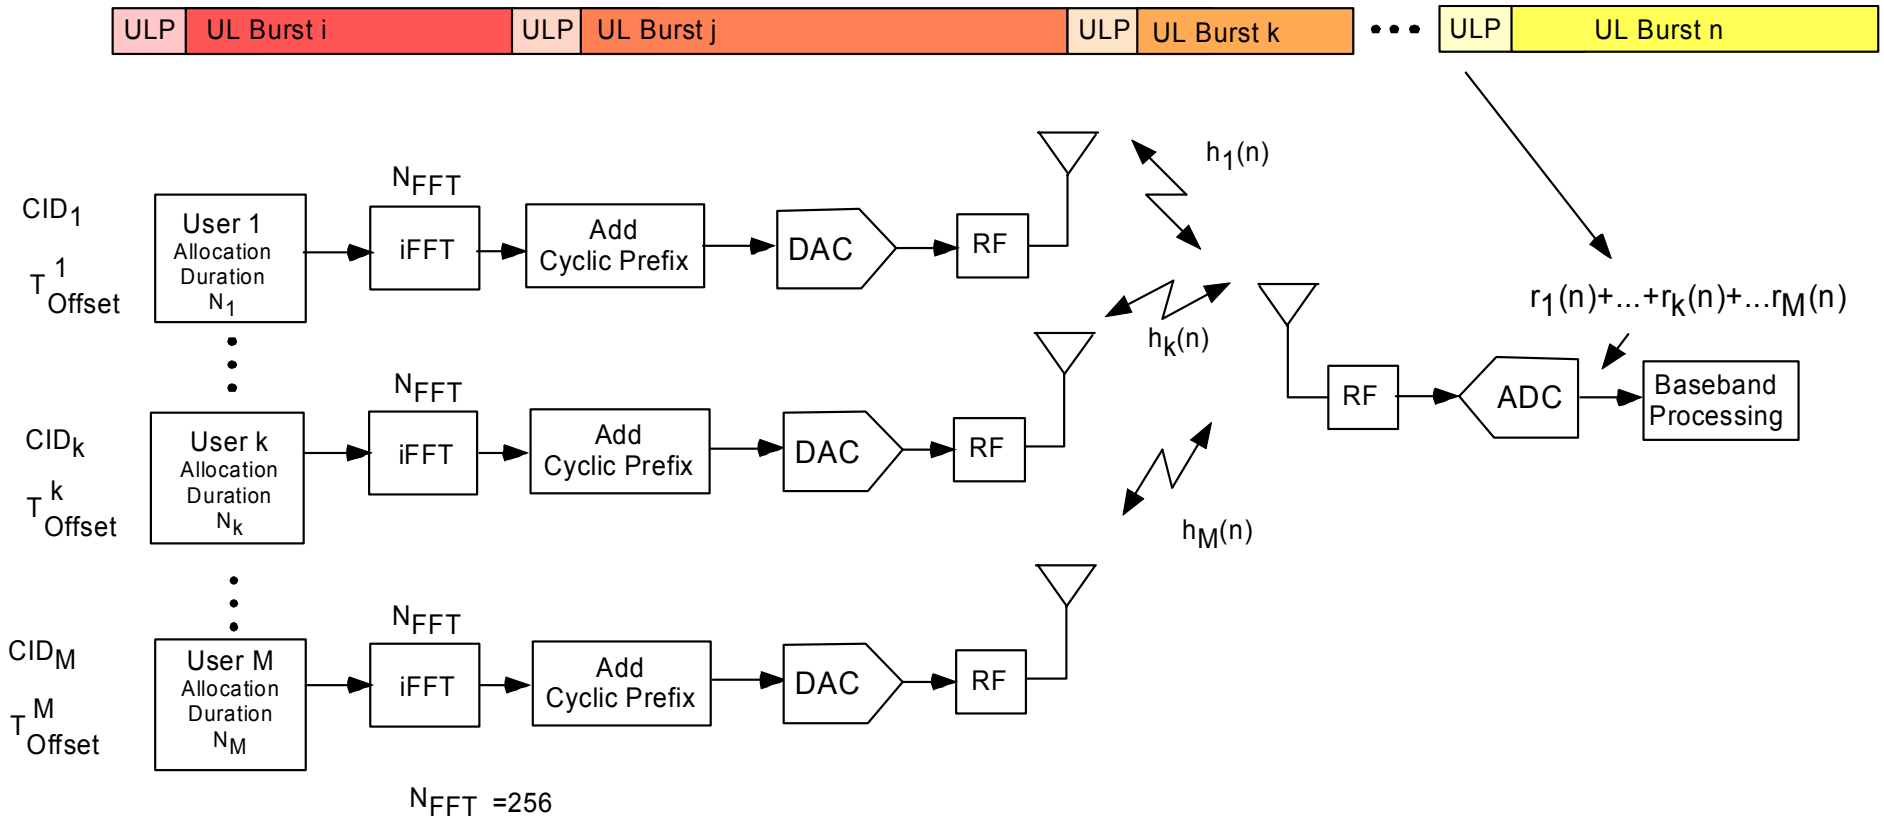 ULP UL Burst i ULP UL Burst j ULP UL Burst k ULP UL Burst n
h1(n)
NFFT
CID1
User 1
Allocation
Duration
N1
iFFT
Add
Cyclic Prefix
DAC
RF
T1Offset
hk(n)
r1(n)+...+rk(n)+...rM(n)
RF
ADC
Baseband
Processing
NFFT
CIDk
User k
Allocation
Duration
Nk
iFFT
Add
Cyclic Prefix
DAC
RF
TkOffset
hM(n)
NFFT
CIDM
User M
Allocation
Duration
NM
iFFT
Add
Cyclic Prefix
DAC
RF
TMOffset
NFFT =256